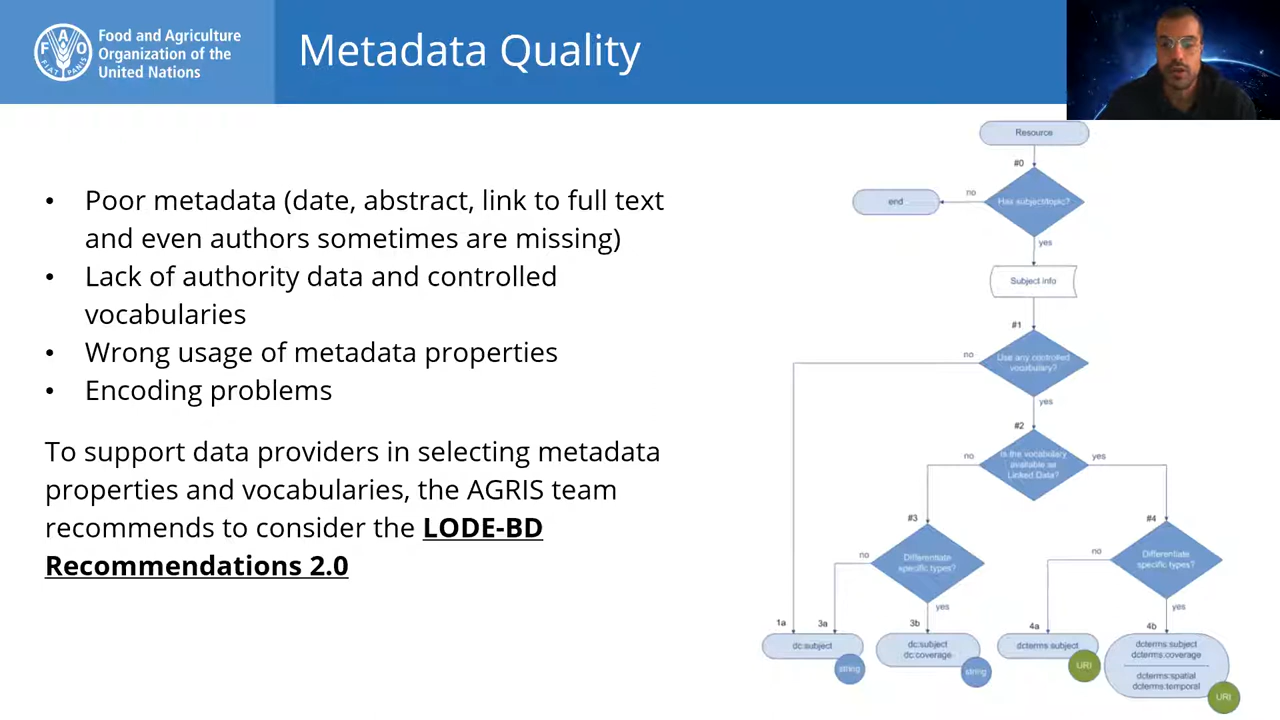 Food and Agriculture
Organization of the
United Nations
F A O
FIAT PANIS
Metadata Quality
• Poor metadata (date, abstract, link to full text
and even authors sometimes are missing)
• Lack of authority data and controlled
vocabularies
• Wrong usage of metadata properties
• Encoding problems
To support data providers in selecting metadata
properties and vocabularies, the AGRIS team
recommends to consider the LODE-BD
Recommendations 2.0
Resource
#0
Has subject/topic?
no
end
yes
Subject info
#1
Use any controlled
vocabulary?
no
yes
#2
Is the vocabulary
available as
Linked Data?
no
yes
#3
Differentiate
specific types?
no
yes
#4
Differentiate
specific types?
no
yes
1a
3a
dc:subject
string
3b
dc:subject
dc:coverage
string
4a
dcterms:subject
URI
4b
dcterms:subject
dcterms:coverage
dcterms:spatial
dcterms:temporal
URI